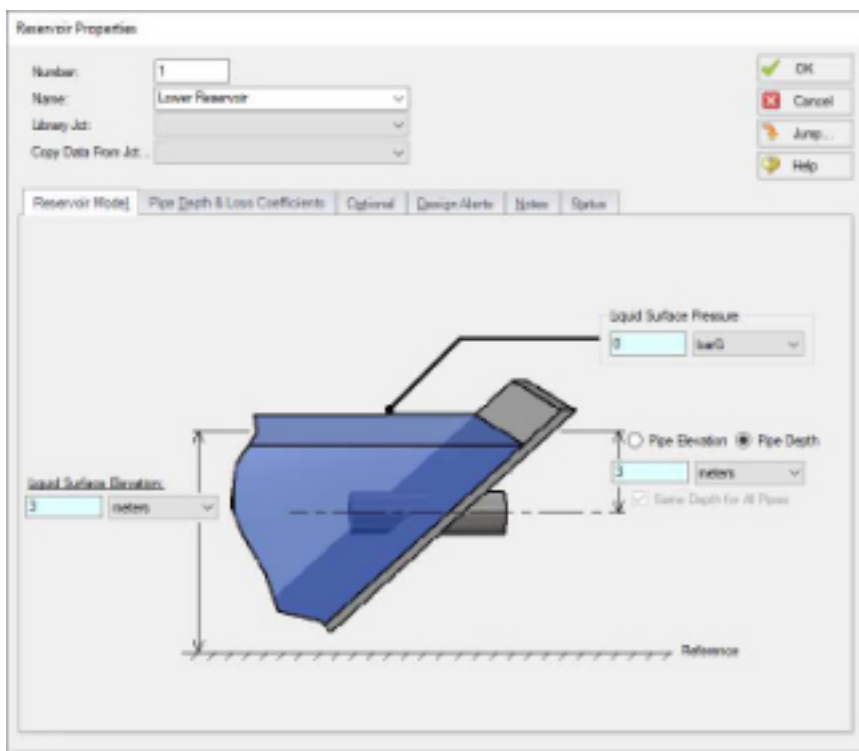 Reservoir Properties
Number: 1
Name: Lower Reservoir
Library Jct:
Copy Data From Jct...
OK
Cancel
Jump...
Help
Reservoir Model Pipe Depth & Loss Coefficients Optional Design Alerts Notes Status
Liquid Surface Pressure
0 barG
Pipe Elevation Pipe Depth
3 meters
Same Depth for All Pipes
Liquid Surface Elevation:
3 meters
Reference